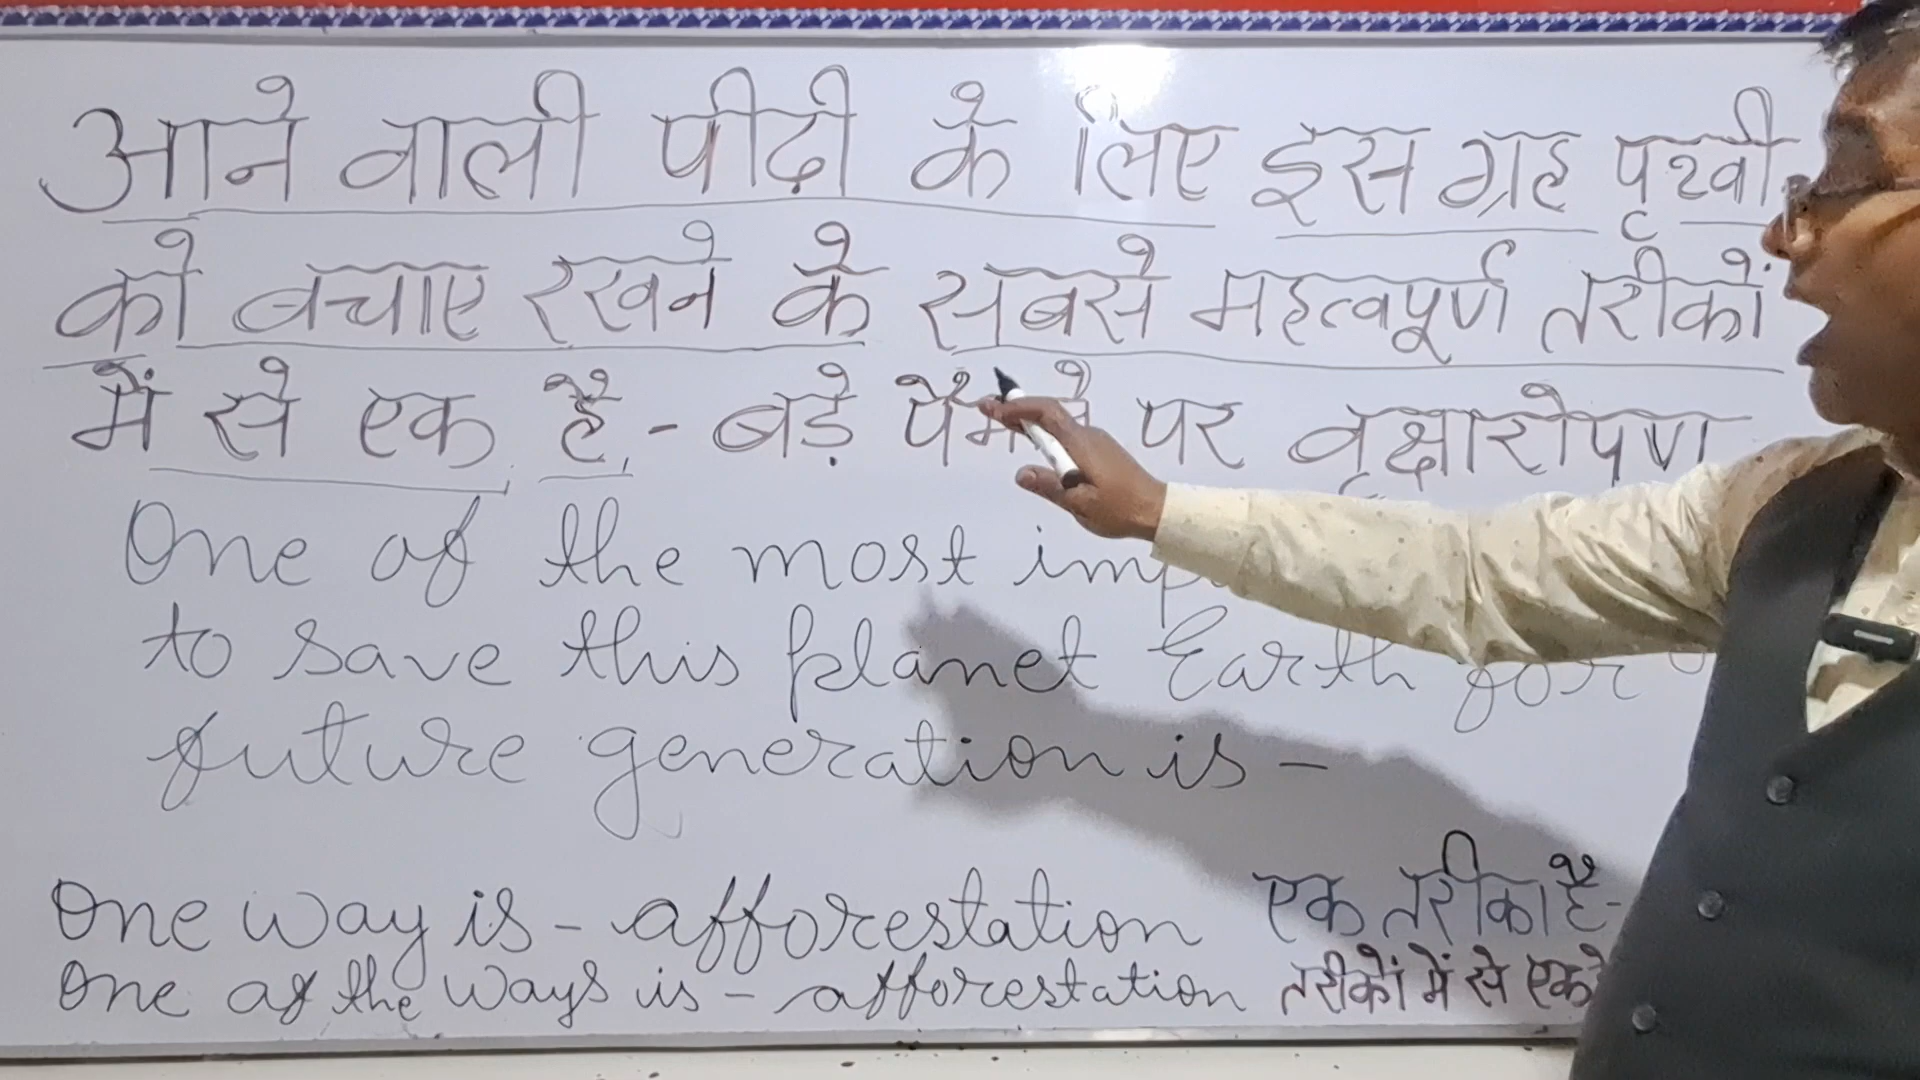 आने वाली पीढ़ी के लिए इस ग्रह पृथ्वी
को बचाए रखने के सबसे महत्वपूर्ण तरीकों
में से एक है - बड़े पर वृक्षारोपण
One of the most
to save this planet Earth for
future generation is -
One way is - afforestation एक तरीका है-
One of the ways is - afforestation तरीकों में से एक